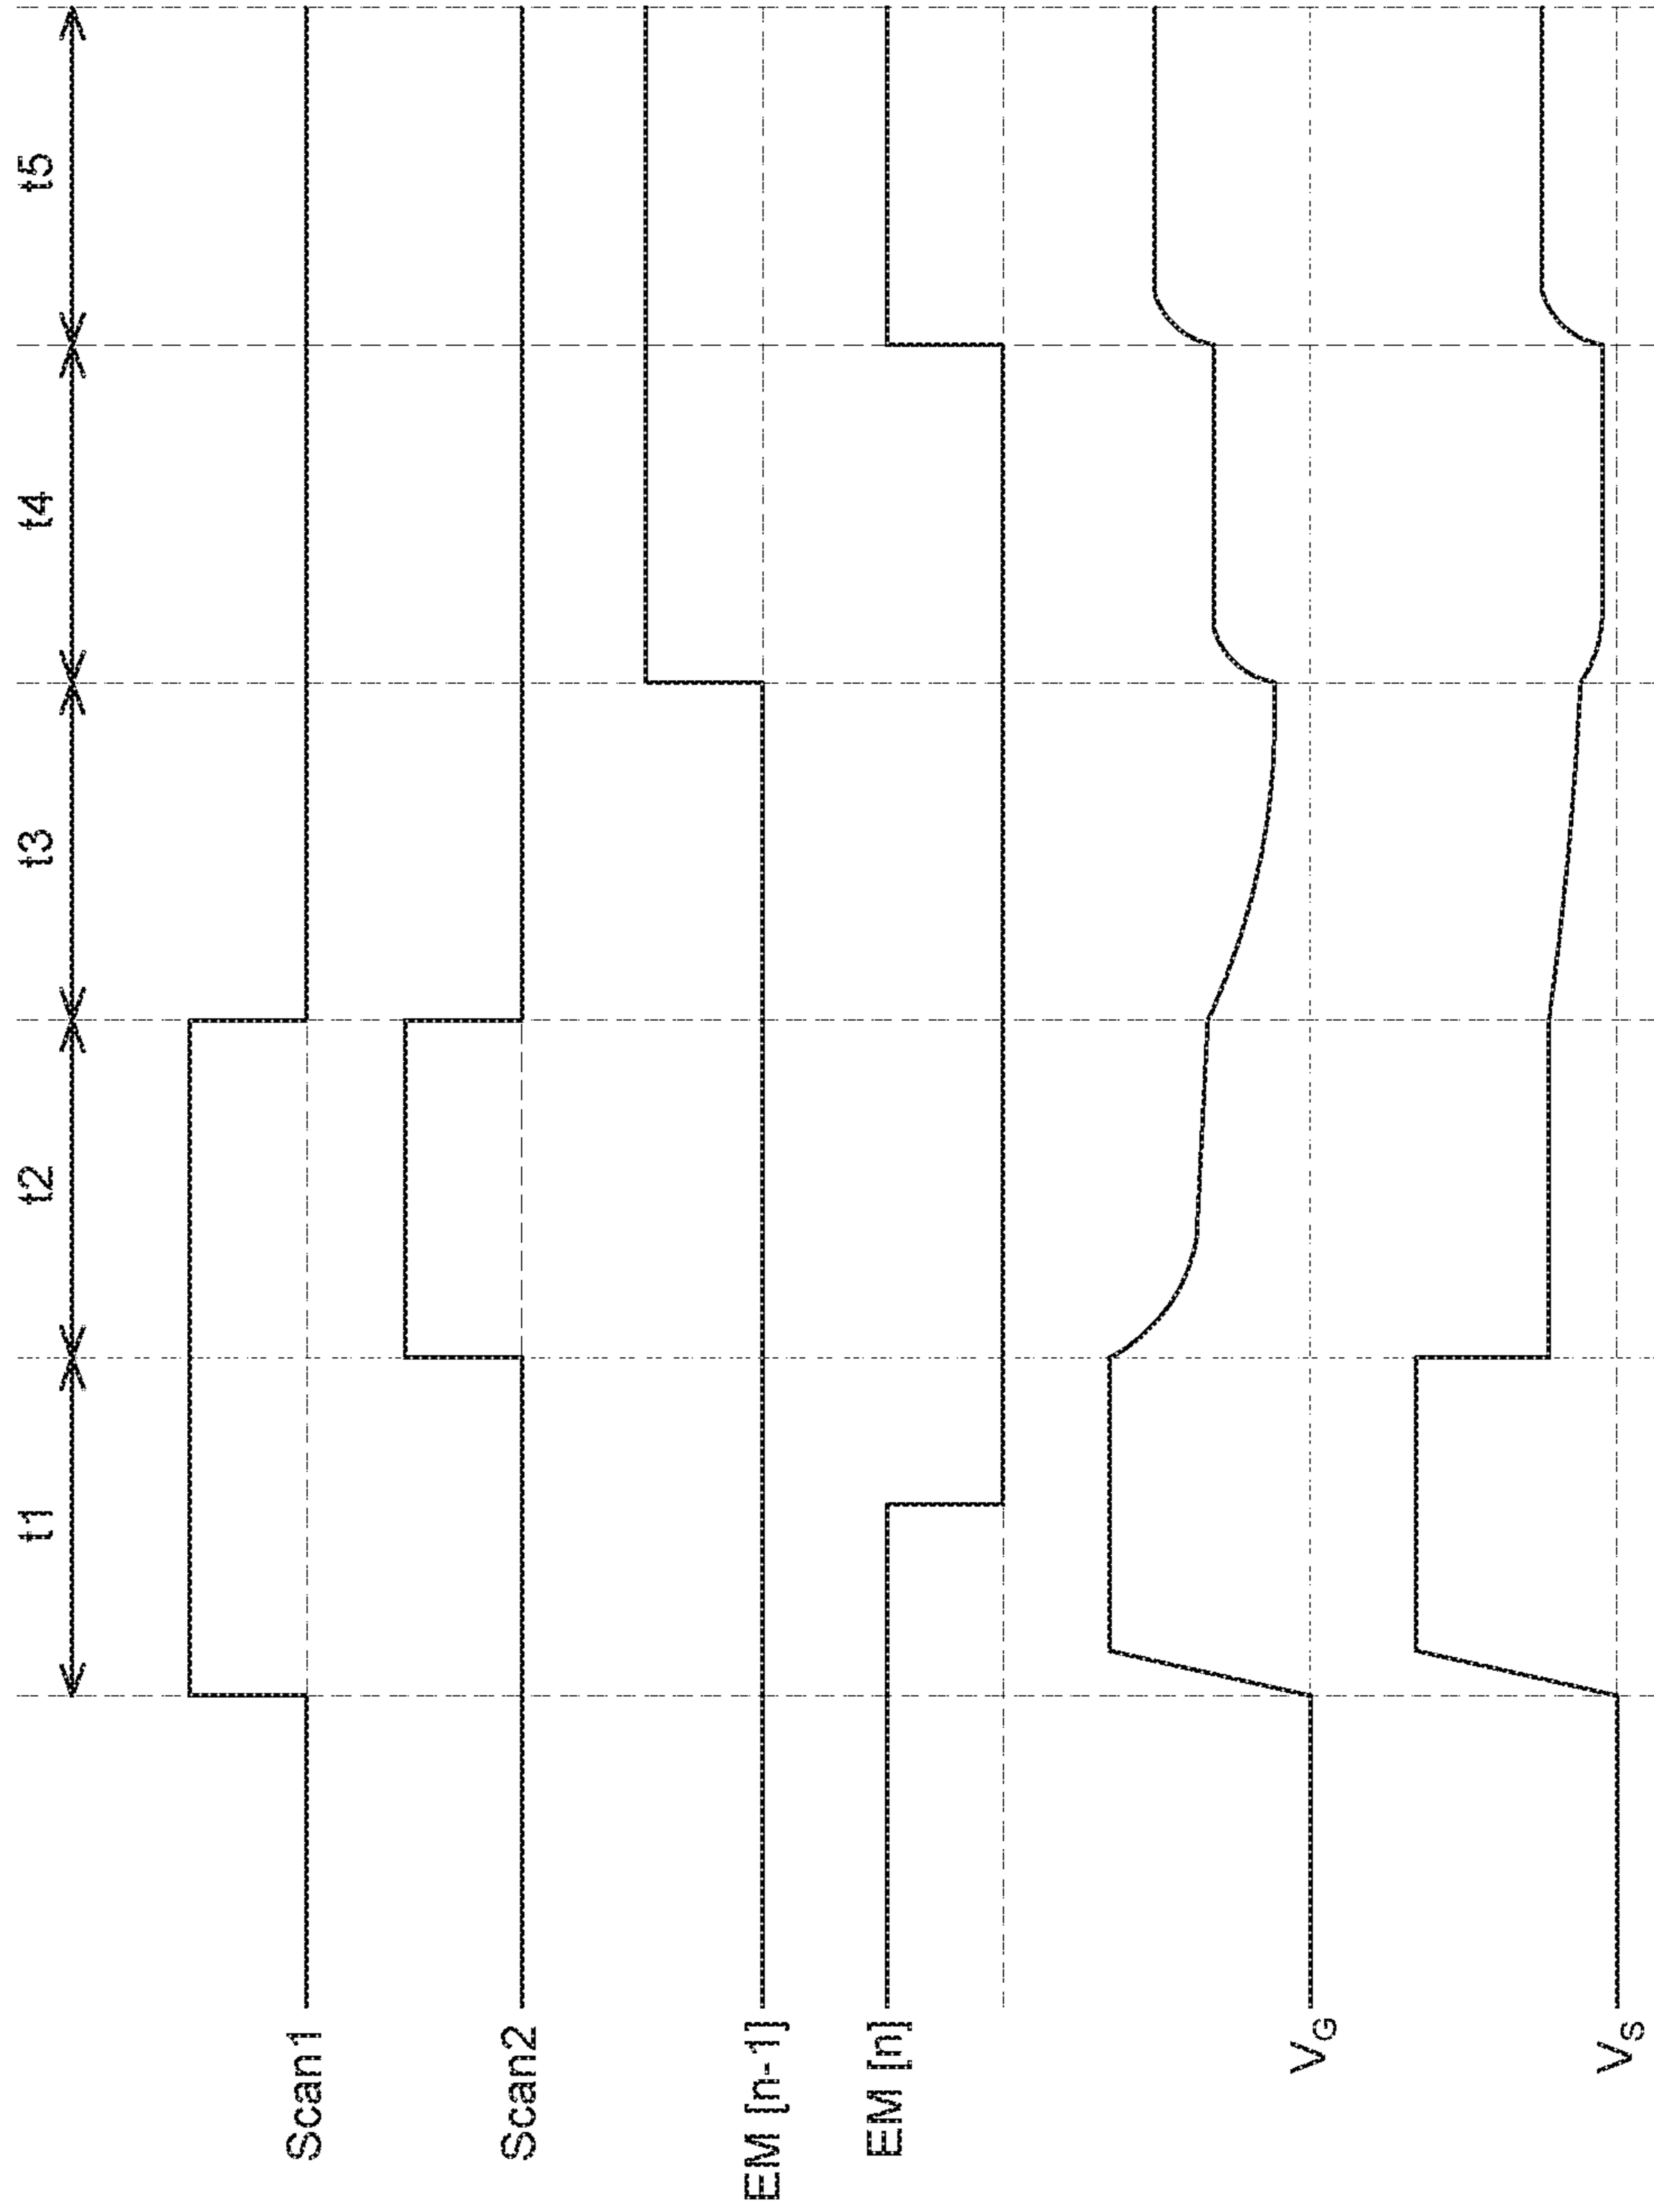 t1 t2 t3 t4 t5
Scan1
Scan2
EM [n-1]
EM [n]
VG
VS